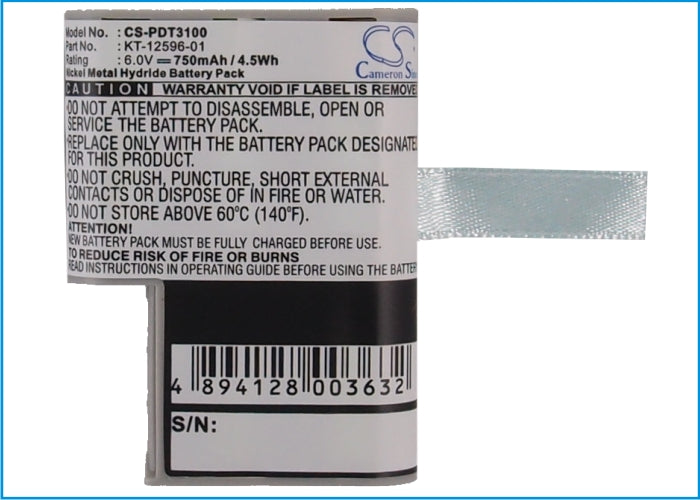 Model No. : CS-PDT3100
Part No. : KT-12596-01
Rating : 6.0V ⎓ 750mAh / 4.5Wh
Nickel Metal Hydride Battery Pack
CS
Cameron
CAUTION WARRANTY VOID IF LABEL IS REMOVED
•DO NOT ATTEMPT TO DISASSEMBLE, OPEN OR
SERVICE THE BATTERY PACK.
•REPLACE ONLY WITH THE BATTERY PACK DESIGNATED
FOR THIS PRODUCT.
•DO NOT CRUSH, PUNCTURE, SHORT EXTERNAL
CONTACTS OR DISPOSE OF IN FIRE OR WATER.
•DO NOT STORE ABOVE 60°C (140°F).
ATTENTION!
NEW BATTERY PACK MUST BE FULLY CHARGED BEFORE USE
TO REDUCE RISK OF FIRE OR BURNS
READ INSTRUCTIONS IN OPERATING GUIDE BEFORE USING
4 894128 003632
S/N: